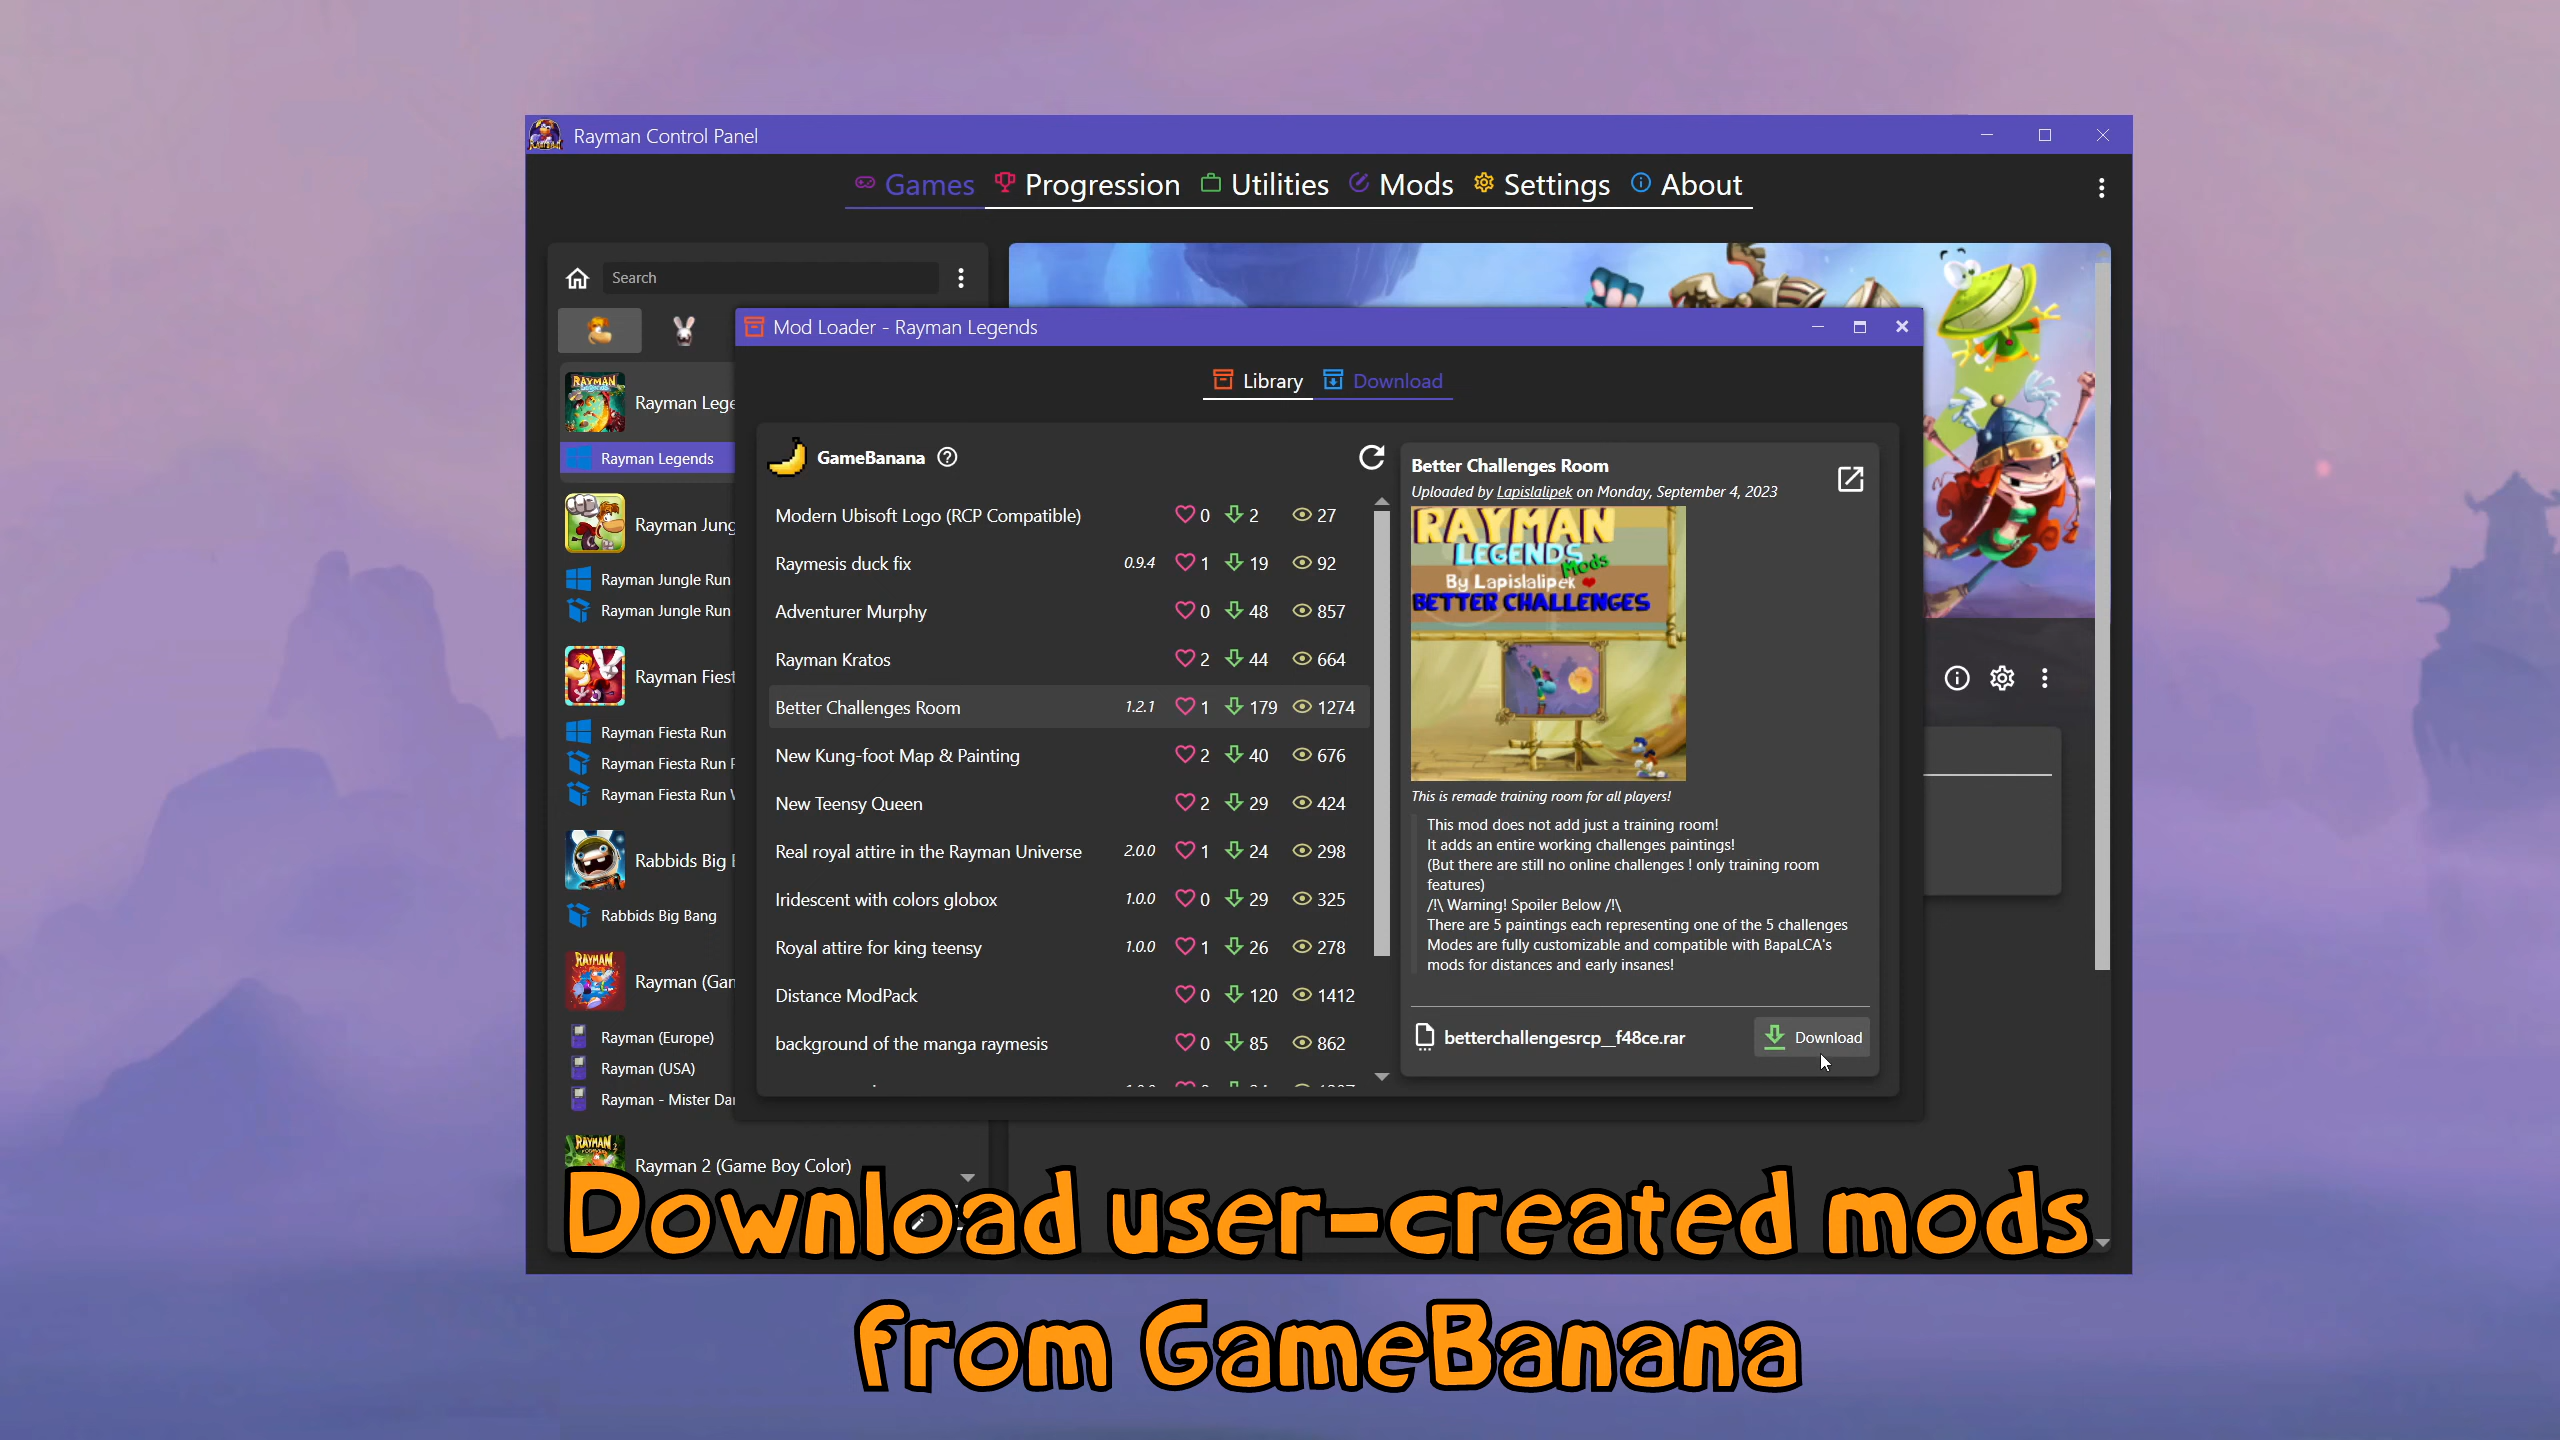 Rayman Control Panel
Games Progression Utilities Mods Settings About
Search
Rayman Legends
Rayman Jungle Run
Rayman Jungle Run
Rayman Fiesta Run
Rayman Fiesta Run
Rabbids Big
Rabbids Big Bang
Rayman
Rayman (Europe)
Rayman (USA)
Rayman - Mister
Rayman 2 (Game Boy Color)
Mod Loader - Rayman Legends
Library Download
GameBanana
Modern Ubisoft Logo (RCP Compatible) 0 2 27
Raymesis duck fix 0.9.4 1 19 92
Adventurer Murphy 0 48 857
Rayman Kratos 2 44 664
Better Challenges Room 1.2.1 1 179 1274
New Kung-foot Map & Painting 2 40 676
New Teensy Queen 2 29 424
Real royal attire in the Rayman Universe 2.0.0 1 24 298
Iridescent with colors globox 1.0.0 0 29 325
Royal attire for king teensy 1.0.0 1 26 278
Distance ModPack 0 120 1412
background of the manga raymesis 0 85 862
Better Challenges Room
Uploaded by Lapislalipek on Monday, September 4, 2023
RAYMAN
LEGENDS
Mods
By Lapislalipek
BETTER CHALLENGES
This is remade training room for all players!
This mod does not add just a training room!
It adds an entire working challenges paintings!
(But there are still no online challenges ! only training room
features)
/!\ Warning! Spoiler Below /!\
There are 5 paintings each representing one of the 5 challenges
Modes are fully customizable and compatible with BapaLCA's
mods for distances and early insanes!
betterchallengesrcp_f48ce.rar
Download
Download user-created mods
from GameBanana